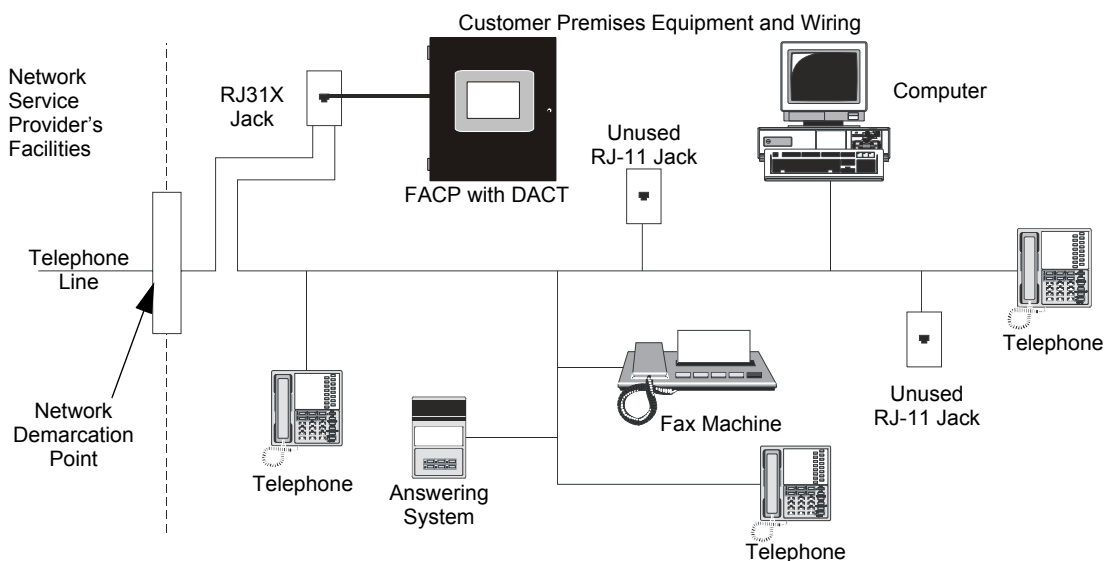 Customer Premises Equipment and Wiring
Network
Service
Provider's
Facilities
RJ31X
Jack
FACP with DACT
Unused
RJ-11 Jack
Computer
Telephone
Line
Telephone
Unused
RJ-11 Jack
Network
Demarcation
Point
Telephone
Answering
System
Fax Machine
Telephone